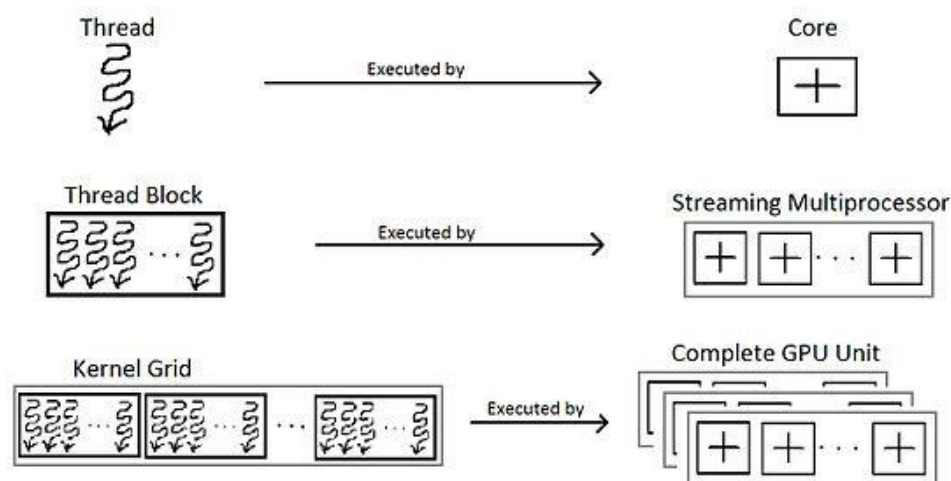 Thread
Executed by
Core
Thread Block
Executed by
Streaming Multiprocessor
Kernel Grid
Executed by
Complete GPU Unit